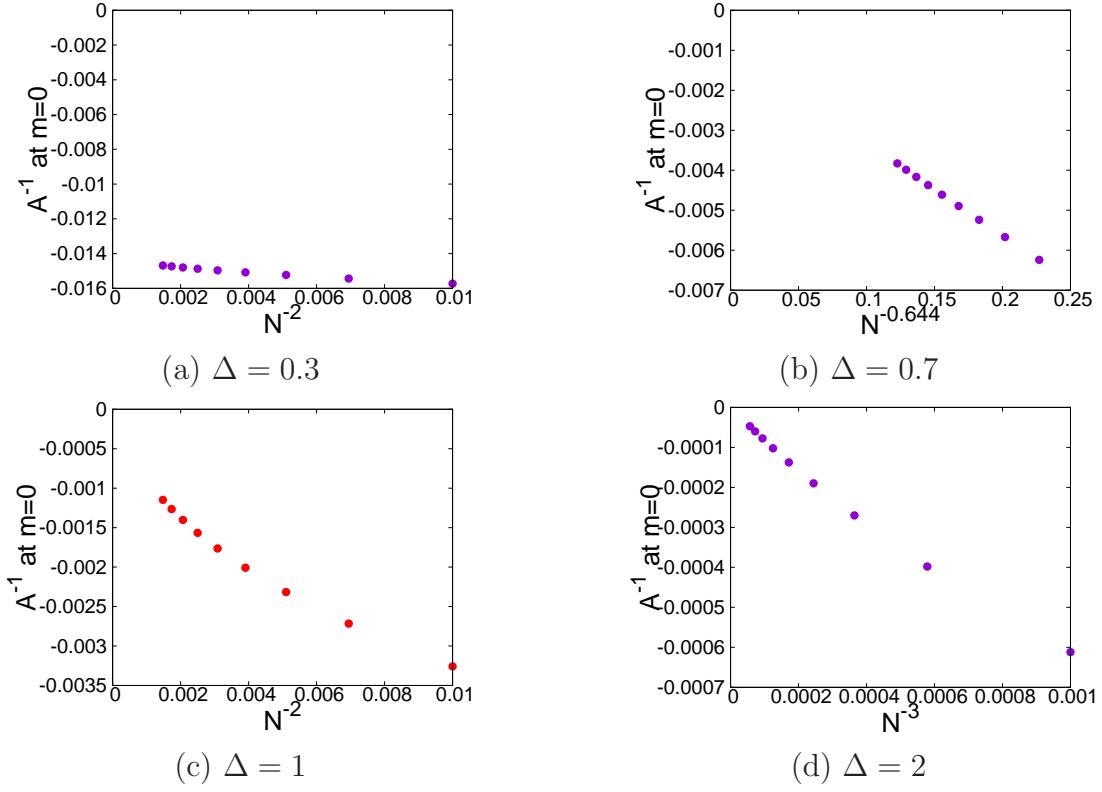 0
-0.002
-0.004
-0.006
-0.008
-0.01
-0.012
-0.014
-0.016
A^-1 at m=0
0 0.002 0.004 0.006 0.008 0.01
N^-2
(a) Δ = 0.3
0
-0.001
-0.002
-0.003
-0.004
-0.005
-0.006
-0.007
A^-1 at m=0
0 0.05 0.1 0.15 0.2 0.25
N^-0.644
(b) Δ = 0.7
0
-0.0005
-0.001
-0.0015
-0.002
-0.0025
-0.003
-0.0035
A^-1 at m=0
0 0.002 0.004 0.006 0.008 0.01
N^-2
(c) Δ = 1
0
-0.0001
-0.0002
-0.0003
-0.0004
-0.0005
-0.0006
-0.0007
A^-1 at m=0
0 0.0002 0.0004 0.0006 0.0008 0.001
N^-3
(d) Δ = 2